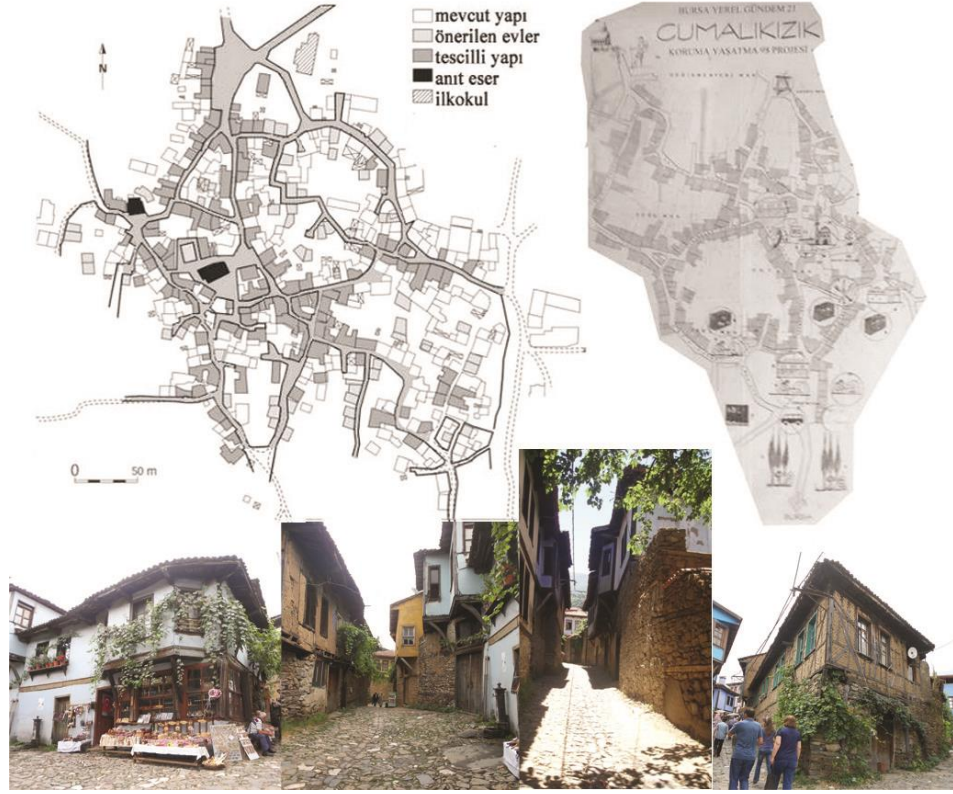 mevcut yapı
önerilen evler
tescilli yapı
anıt eser
ilkokul
N
0
50 m
BURSA YEREL GÜNDEM 21
CUMALIKIZIK
KORUMA YAŞATMA 98 PROJESİ
BURSA